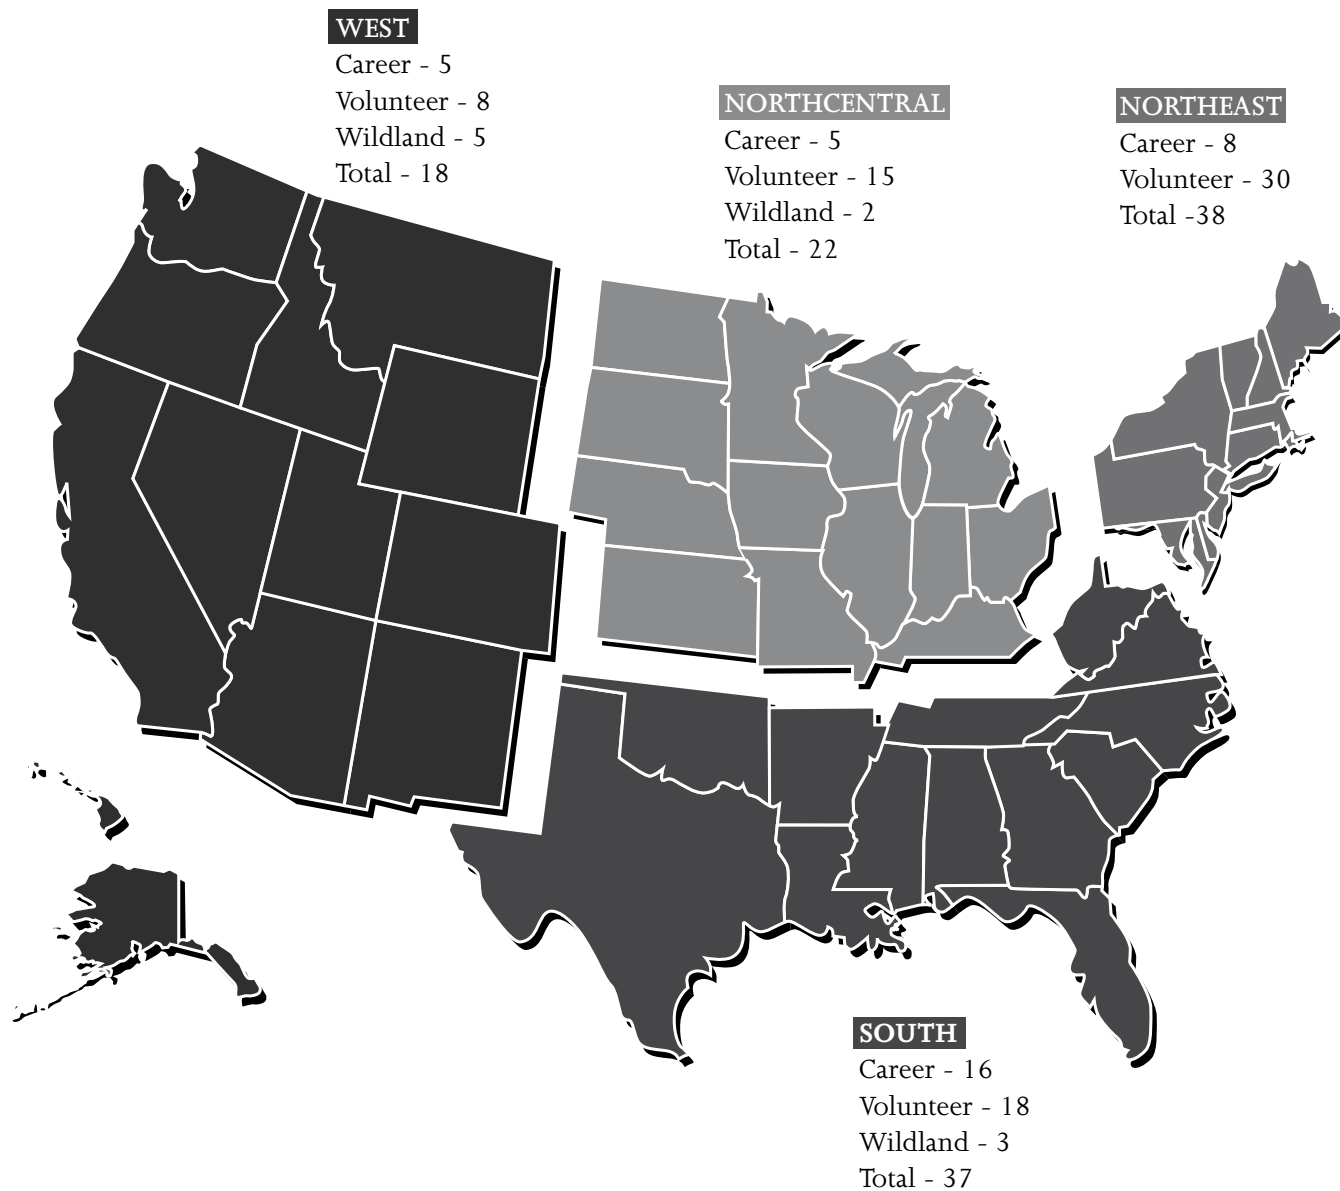 WEST
Career - 5
Volunteer - 8
Wildland - 5
Total - 18
NORTHCENTRAL
Career - 5
Volunteer - 15
Wildland - 2
Total - 22
NORTHEAST
Career - 8
Volunteer - 30
Total -38
SOUTH
Career - 16
Volunteer - 18
Wildland - 3
Total - 37